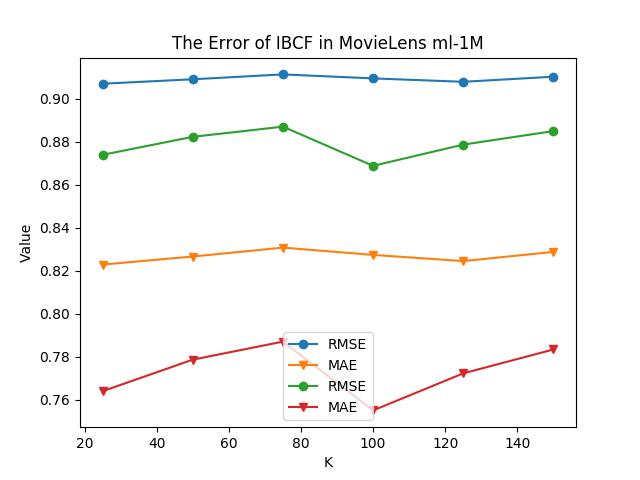 The Error of IBCF in MovieLens ml-1M
Value
0.90
0.88
0.86
0.84
0.82
0.80
0.78
0.76
RMSE
MAE
RMSE
MAE
20 40 60 80 100 120 140
K